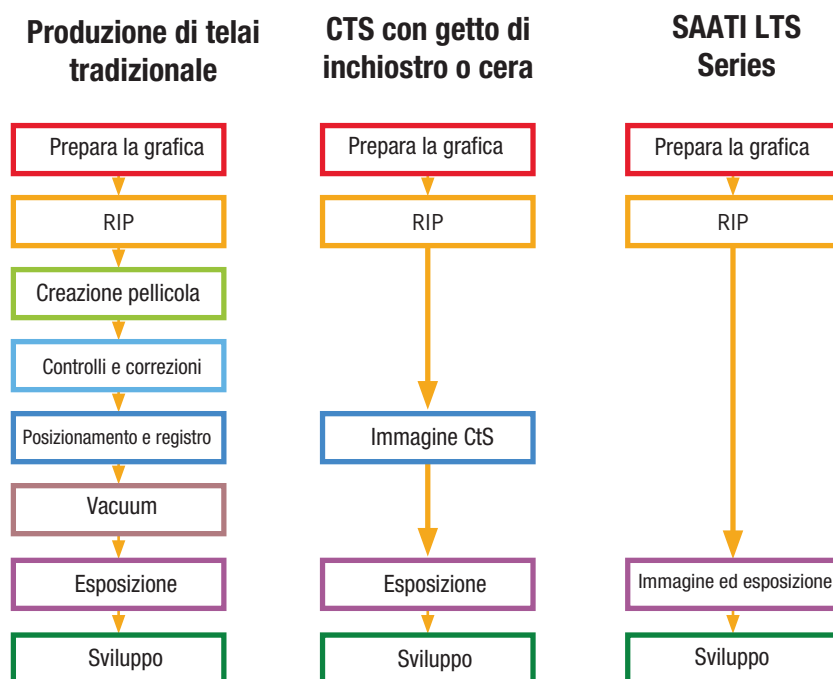 Produzione di telai
tradizionale
Prepara la grafica
RIP
Creazione pellicola
Controlli e correzioni
Posizionamento e registro
Vacuum
Esposizione
Sviluppo
CTS con getto di
inchiostro o cera
Prepara la grafica
RIP
Immagine CtS
Esposizione
Sviluppo
SAATI LTS
Series
Prepara la grafica
RIP
Immagine ed esposizione
Sviluppo